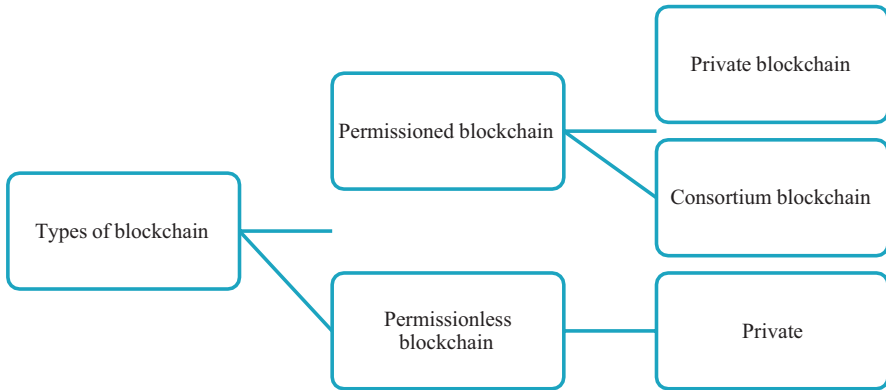 Private blockchain
Permissioned blockchain
Consortium blockchain
Types of blockchain
Permissionless
blockchain
Private